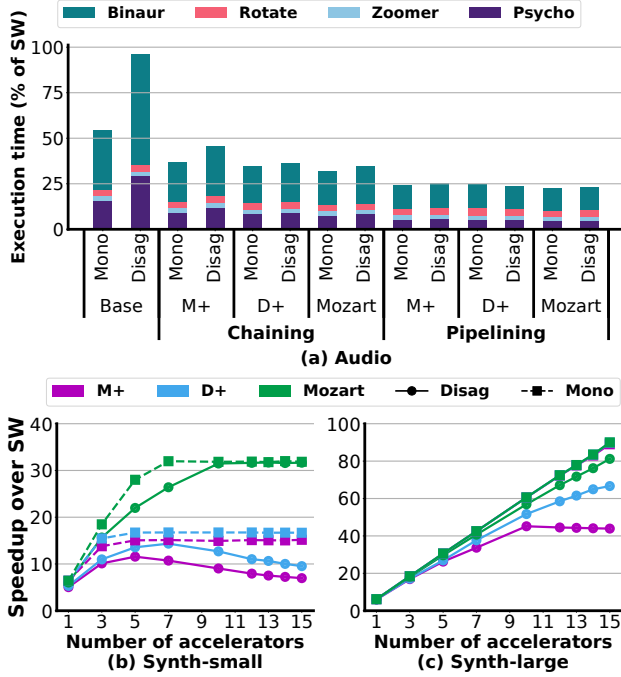 Binaur Rotate Zoomer Psycho
Execution time (% of SW)
100
75
50
25
0
Mono Disag Mono Disag Mono Disag Mono Disag Mono Disag Mono Disag Mono Disag
Base M+ D+ Mozart M+ D+ Mozart
Chaining Pipelining
(a) Audio
M+ D+ Mozart Disag Mono
Speedup over SW
40
30
20
10
0
1 3 5 7 9 10 11 13 15
Number of accelerators
(b) Synth-small
100
80
60
40
20
0
1 3 5 7 9 11 13 15
Number of accelerators
(c) Synth-large